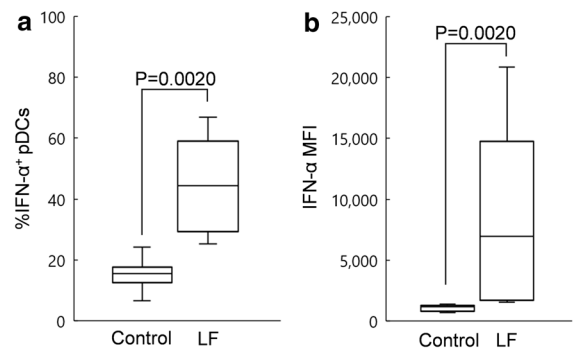 a
%IFN-α⁺ pDCs
100
80
60
40
20
0
P=0.0020
Control LF
b
IFN-α MFI
25,000
20,000
15,000
10,000
5,000
0
P=0.0020
Control LF